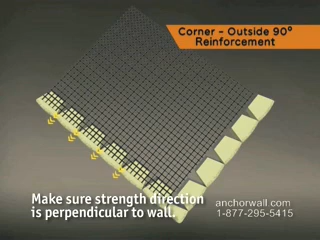 Corner - Outside 90°
Reinforcement
Make sure strength direction
is perpendicular to wall.
anchorwall com
1-877-295-5415